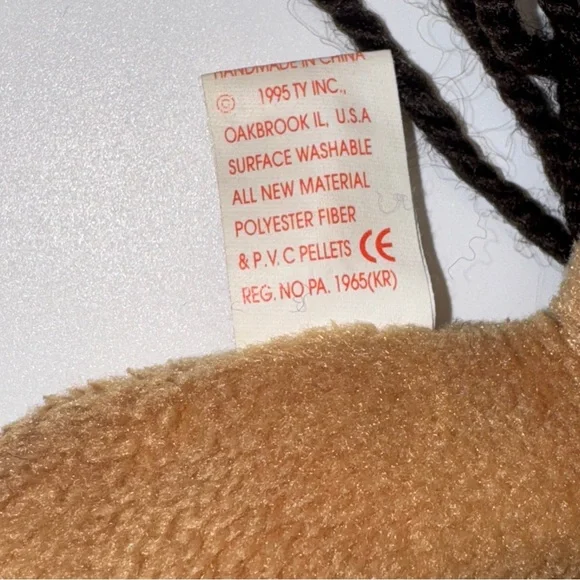 HANDMADE IN CHINA
© 1995 TY INC.,
OAKBROOK IL, U.S.A
SURFACE WASHABLE
ALL NEW MATERIAL
POLYESTER FIBER
& P.V.C PELLETS CE
REG. NO PA. 1965(KR)